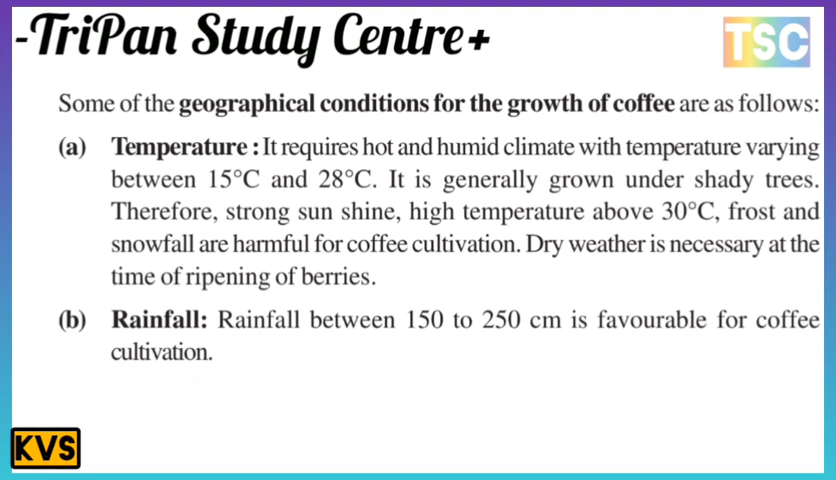 -TriPan Study Centre+
TSC
Some of the geographical conditions for the growth of coffee are as follows:
(a) Temperature : It requires hot and humid climate with temperature varying
between 15°C and 28°C. It is generally grown under shady trees.
Therefore, strong sun shine, high temperature above 30°C, frost and
snowfall are harmful for coffee cultivation. Dry weather is necessary at the
time of ripening of berries.
(b) Rainfall: Rainfall between 150 to 250 cm is favourable for coffee
cultivation.
KVS